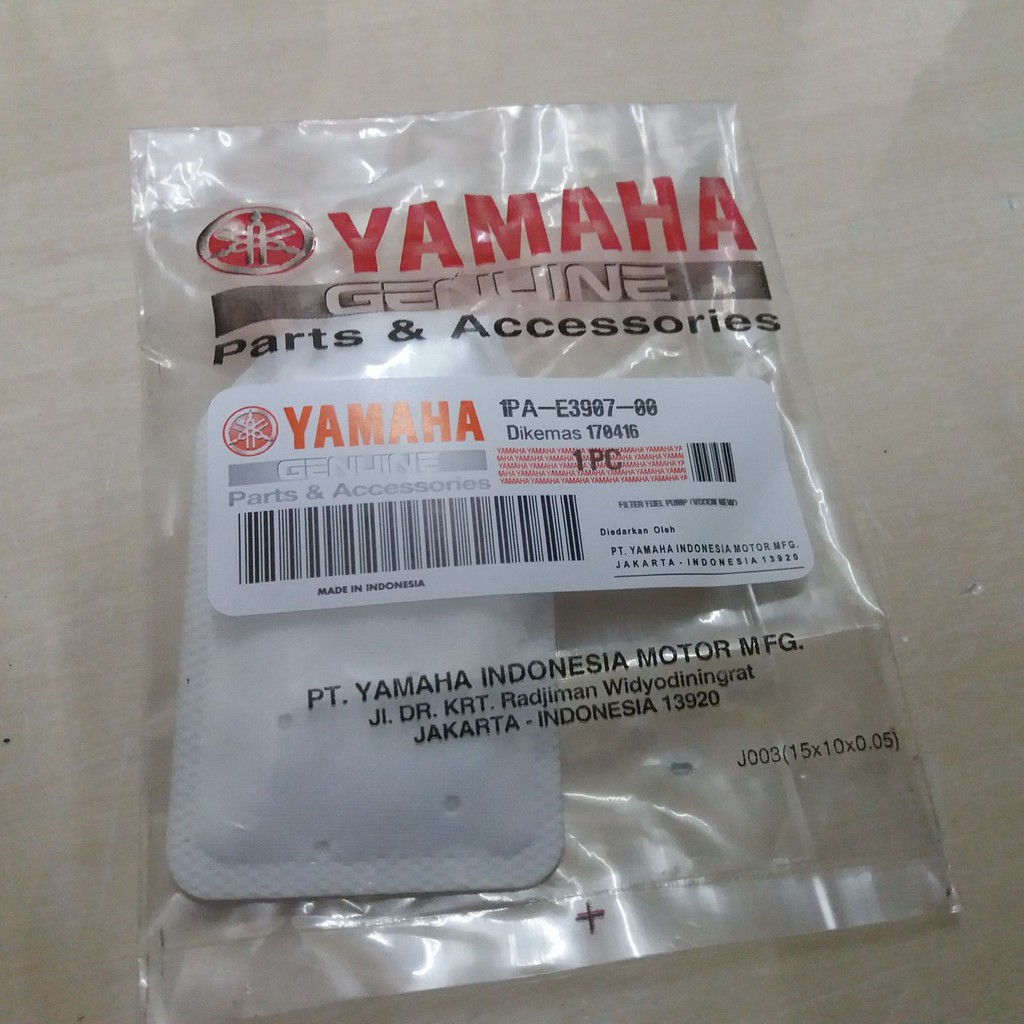 YAMAHA
GENUINE
Parts & Accessories
YAMAHA
GENUINE
Parts & Accessories
MADE IN INDONESIA
1PA-E3907-00
Dikemas 170416
1 PC
FILTER FUEL PUMP (VIXION NEW)
Diedarkan Oleh
PT. YAMAHA INDONESIA MOTOR MFG.
JAKARTA - INDONESIA 13920
PT. YAMAHA INDONESIA MOTOR MFG.
Jl. DR. KRT. Radjiman Widyodiningrat
JAKARTA - INDONESIA 13920
J003(15x10x0.05)